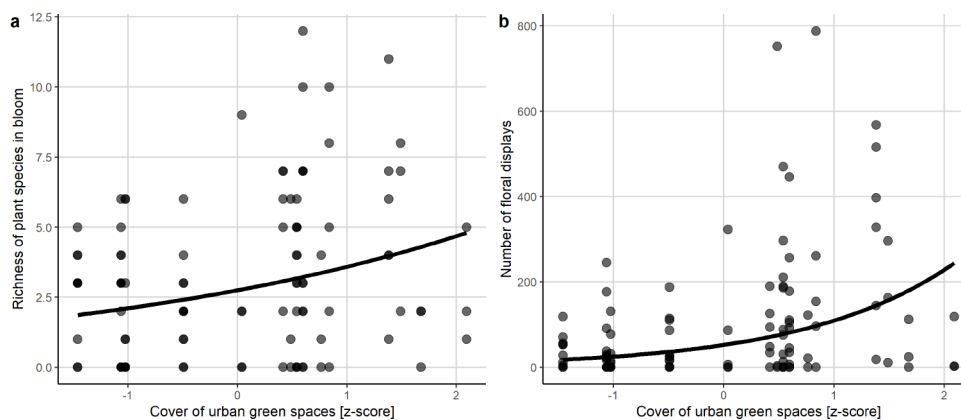 a
Richness of plant species in bloom
12.5
10.0
7.5
5.0
2.5
0.0
-1 0 1 2
Cover of urban green spaces [z-score]
b
Number of floral displays
800
600
400
200
0
-1 0 1 2
Cover of urban green spaces [z-score]